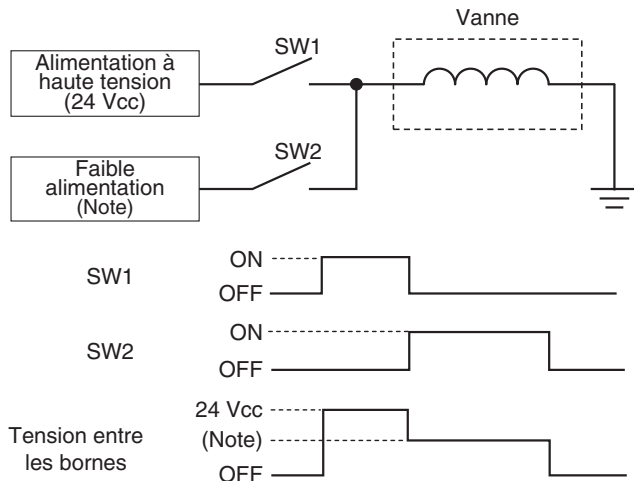 Vanne
SW1
Alimentation à
haute tension
(24 Vcc)
SW2
Faible
alimentation
(Note)
SW1
ON
OFF
SW2
ON
OFF
Tension entre
les bornes
24 Vcc
(Note)
OFF